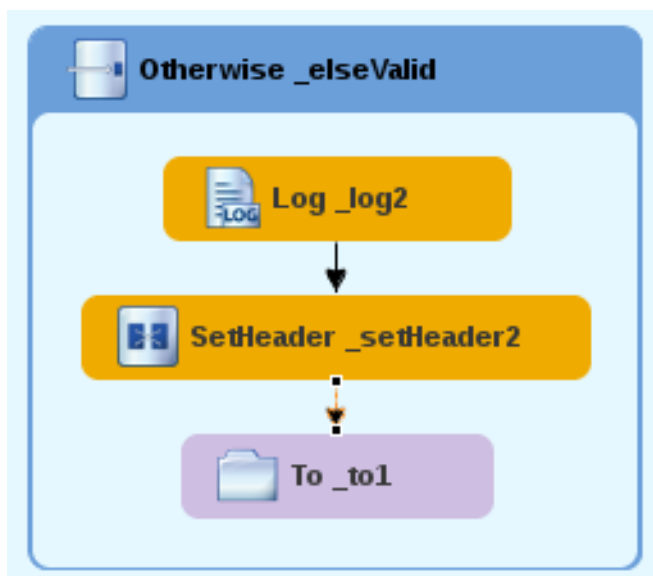 Otherwise _elseValid
LOG
Log _log2
SetHeader _setHeader2
To _to1